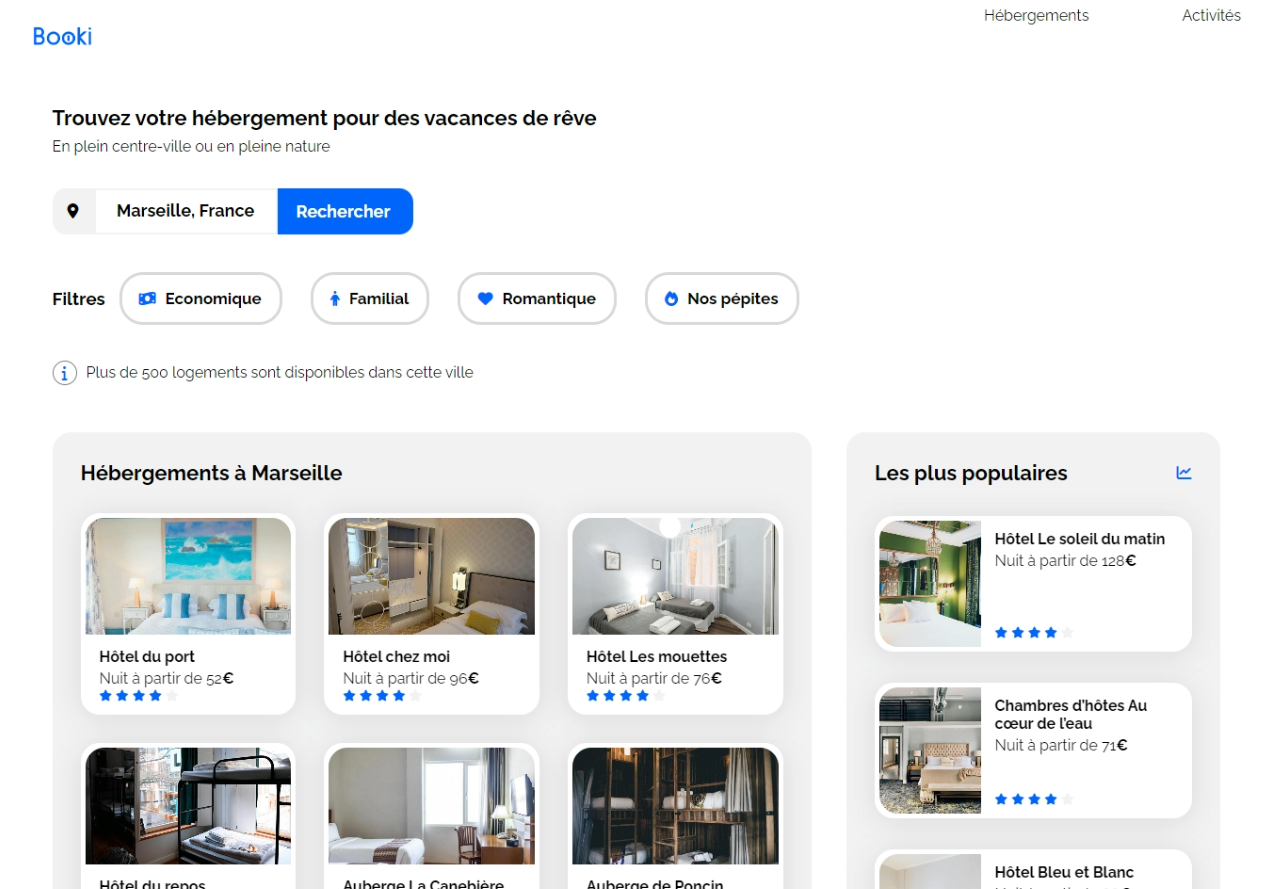 Booki
Hébergements
Activités
Trouvez votre hébergement pour des vacances de rêve
En plein centre-ville ou en pleine nature
Marseille, France
Rechercher
Filtres
Economique
Familial
Romantique
Nos pépites
Plus de 500 logements sont disponibles dans cette ville
Hébergements à Marseille
Hôtel du port
Nuit à partir de 52€
Hôtel chez moi
Nuit à partir de 96€
Hôtel Les mouettes
Nuit à partir de 76€
Hôtel du repos
Auberge La Canebière
Auberge de Poncin
Les plus populaires
Hôtel Le soleil du matin
Nuit à partir de 128€
Chambres d'hôtes Au
cœur de l'eau
Nuit à partir de 71€
Hôtel Bleu et Blanc